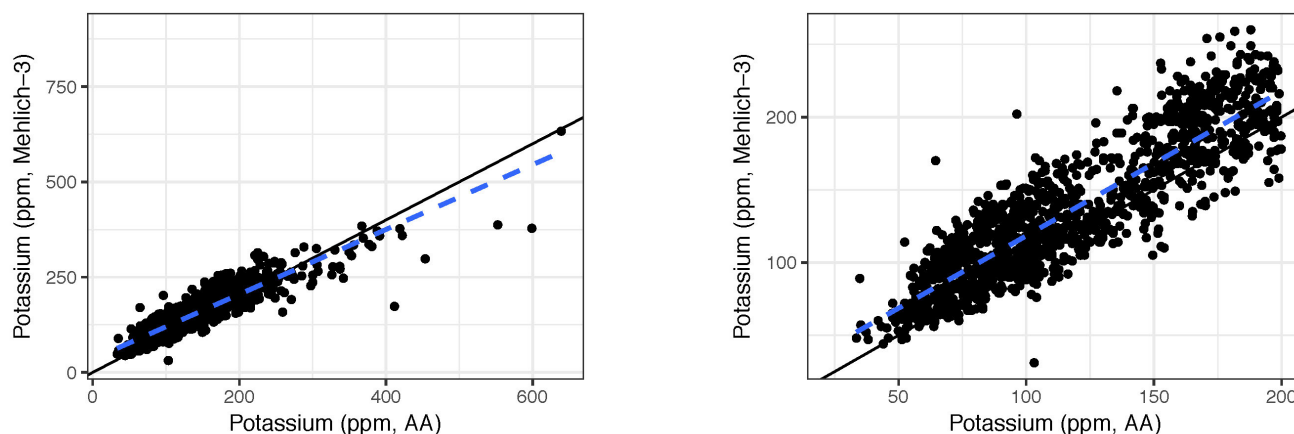 Potassium (ppm, Mehlich−3)
750
500
250
0
0 200 400 600
Potassium (ppm, AA)
Potassium (ppm, Mehlich−3)
200
100
50 100 150 200
Potassium (ppm, AA)